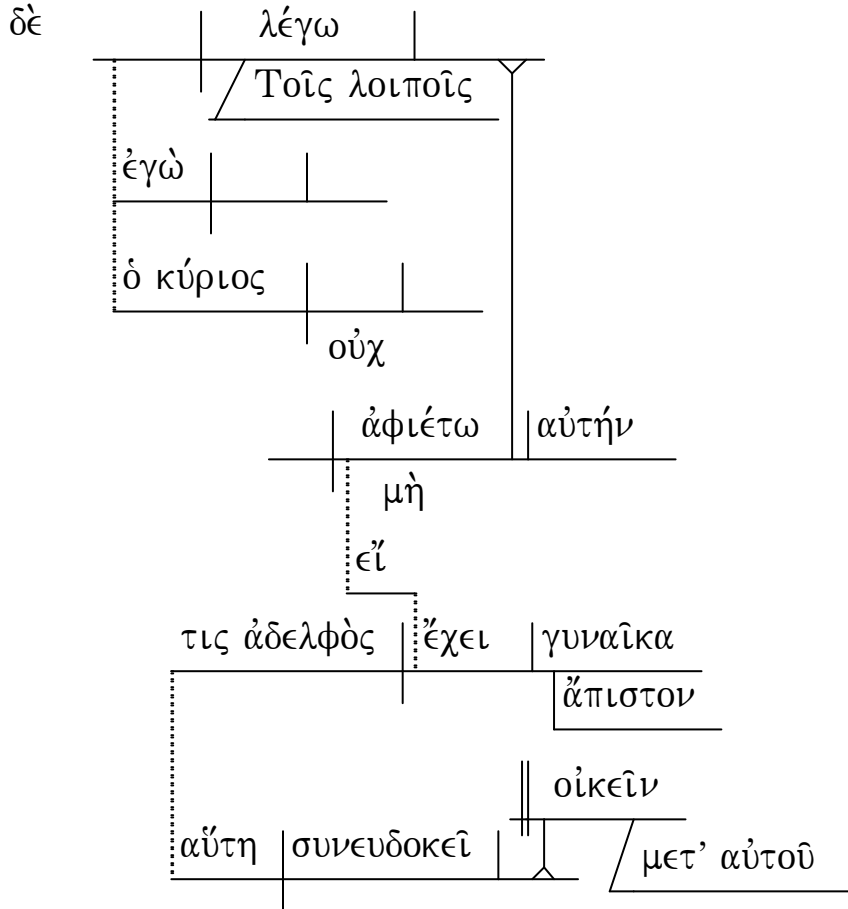 δὲ λέγω
Τοῖς λοιποῖς
ἐγὼ
ὁ κύριος
οὐχ
ἀφιέτω αὐτήν
μὴ
εἴ
τις ἀδελφὸς ἔχει γυναῖκα
ἄπιστον
οἰκεῖν
αὕτη συνευδοκεῖ μετ’ αὐτοῦ